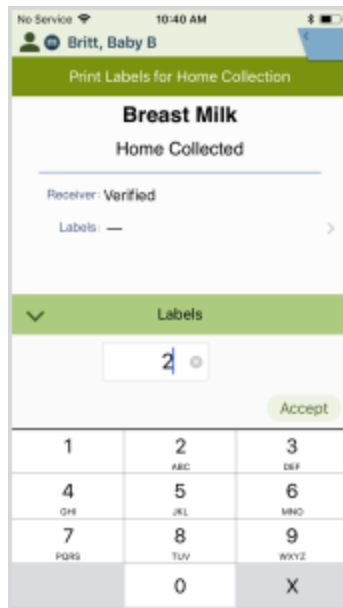 No Service 10:40 AM
m Britt, Baby B
Print Labels for Home Collection
Breast Milk
Home Collected
Receiver: Verified
Labels: —
Labels
2
Accept
1 2 3
ABC DEF
4 5 6
GHI JKL MNO
7 8 9
PQRS TUV WXYZ
0 X